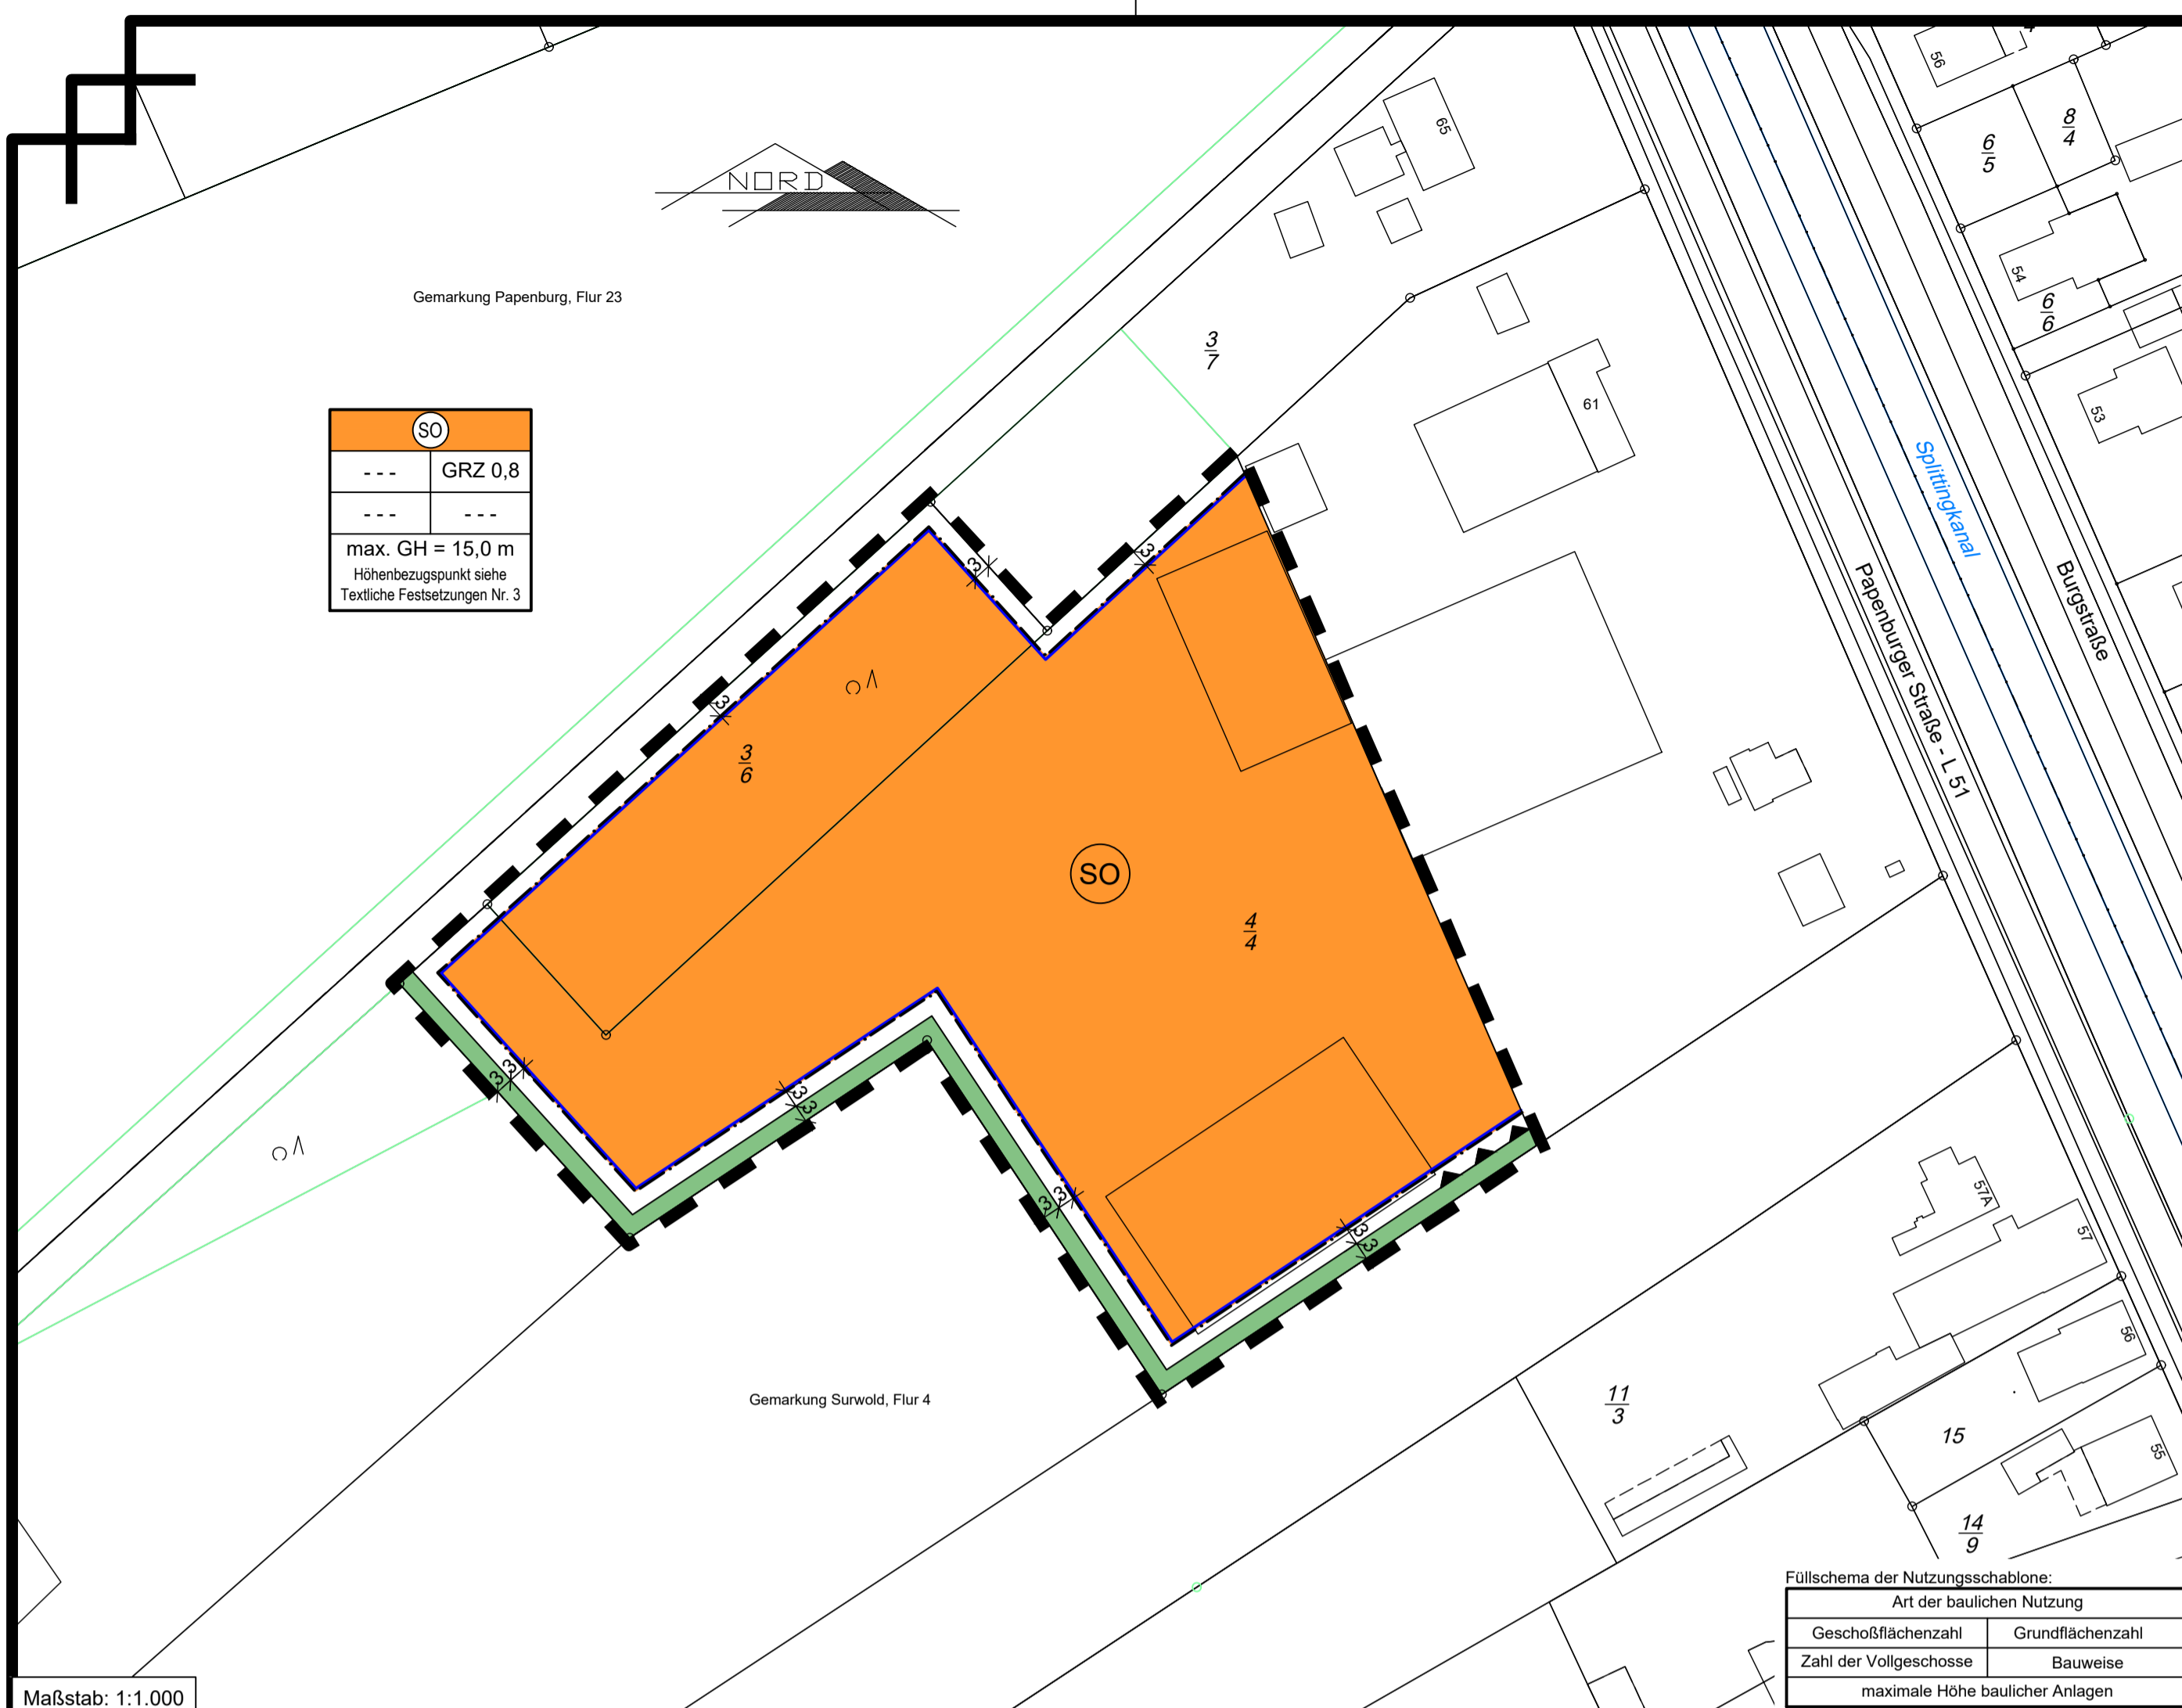 NORD
Gemarkung Papenburg, Flur 23
SO
- - -
GRZ 0,8
- - -
- - -
max. GH = 15,0 m
Höhenbezugspunkt siehe
Textliche Festsetzungen Nr. 3
65
56
6
5
8
4
54
6
6
53
3
7
61
Splittingkanal
Burgstraße
Papenburger Straße - L 51
3
3
3
3
6
SO
4
4
3
3
3
3
3
3
3
3
57A
57
56
55
Gemarkung Surwold, Flur 4
11
3
15
14
9
Füllschema der Nutzungsschablone:
Art der baulichen Nutzung
Geschoßflächenzahl
Grundflächenzahl
Zahl der Vollgeschosse
Bauweise
maximale Höhe baulicher Anlagen
Maßstab: 1:1.000